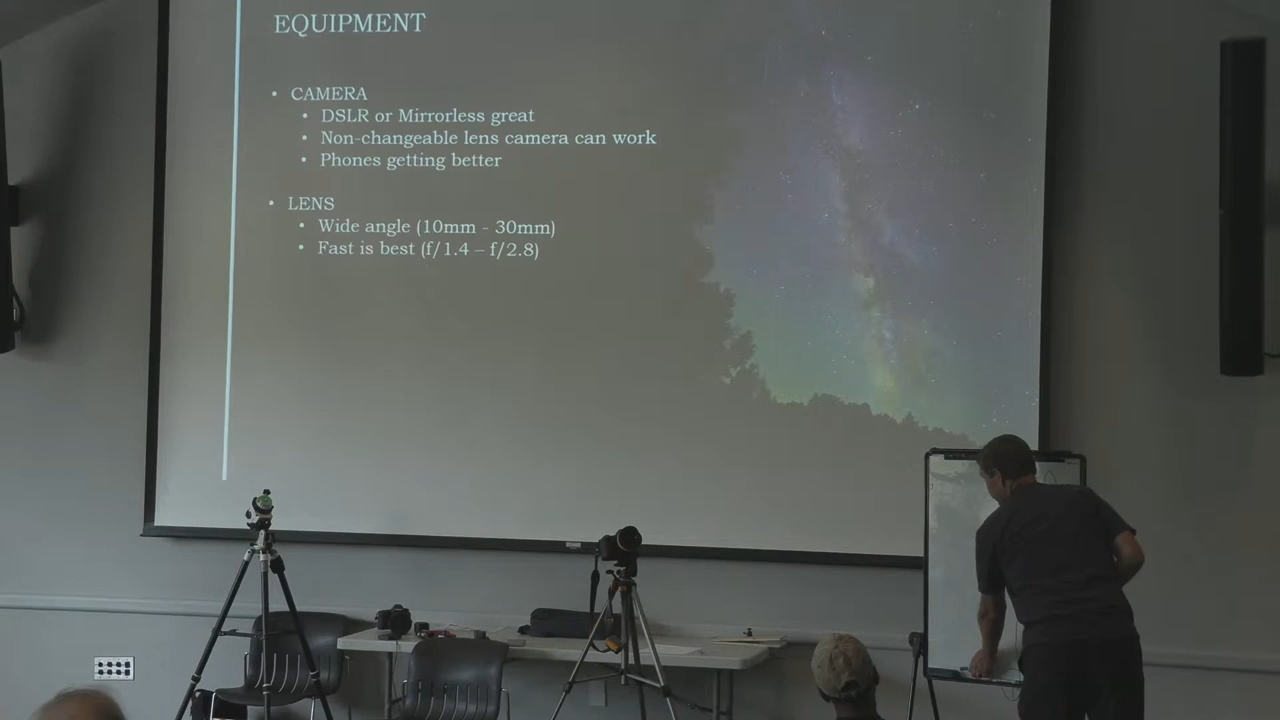 EQUIPMENT
• CAMERA
• DSLR or Mirrorless great
• Non-changeable lens camera can work
• Phones getting better
• LENS
• Wide angle (10mm - 30mm)
• Fast is best (f/1.4 – f/2.8)